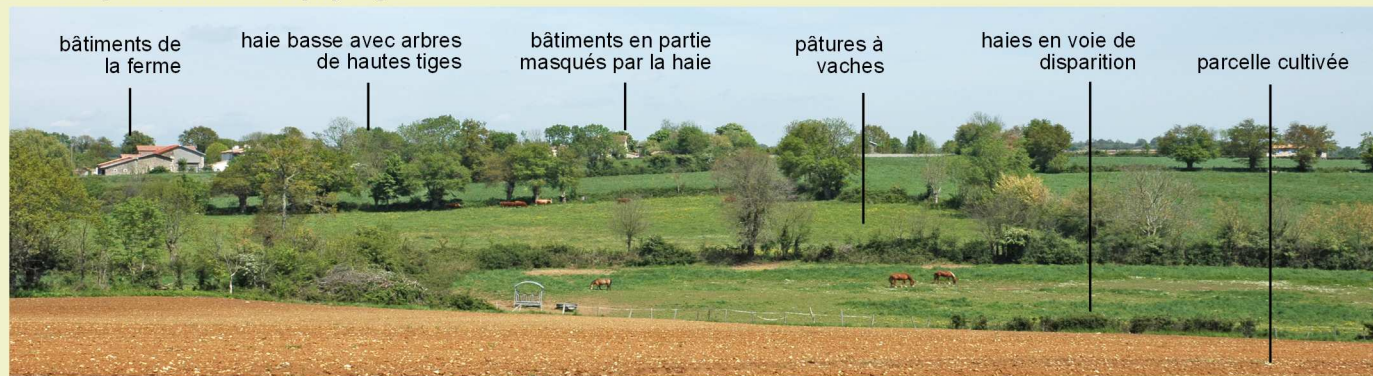 bâtiments de
la ferme
haie basse avec arbres
de hautes tiges
bâtiments en partie
masqués par la haie
pâtures à
vaches
haies en voie de
disparition
parcelle cultivée